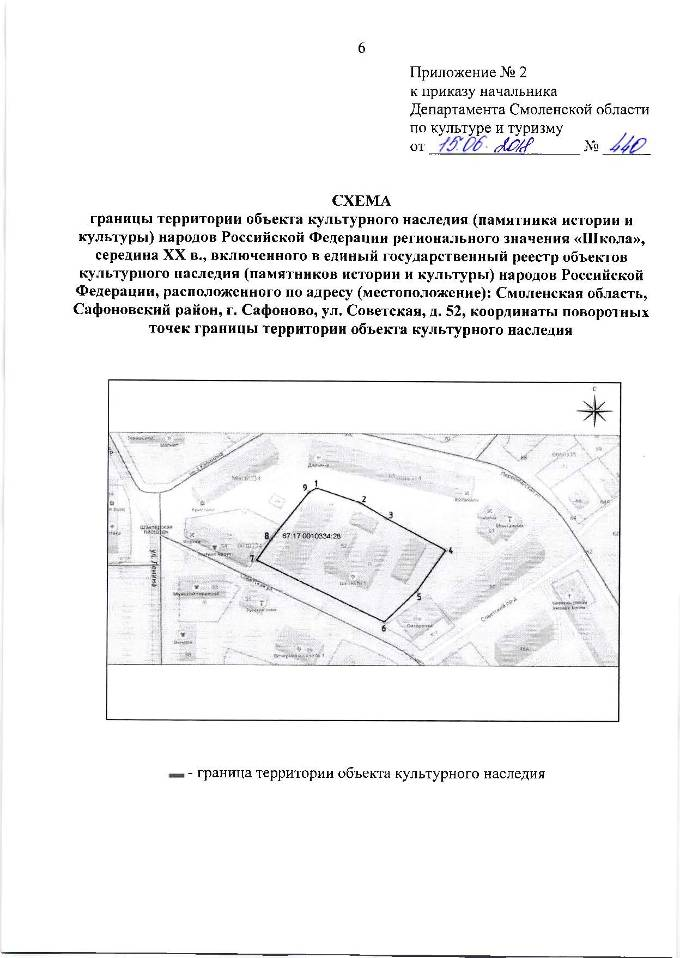 6
Приложение № 2
к приказу начальника
Департамента Смоленской области
по культуре и туризму
от 15.06.2018 № 440
СХЕМА
границы территории объекта культурного наследия (памятника истории и
культуры) народов Российской Федерации регионального значения «Школа»,
середина XX в., включенного в единый государственный реестр объектов
культурного наследия (памятников истории и культуры) народов Российской
Федерации, расположенного по адресу (местоположение): Смоленская область,
Сафоновский район, г. Сафоново, ул. Советская, д. 52, координаты поворотных
точек границы территории объекта культурного наследия
С
9 1
2
3
8 67:17:0010334:28
4
7
ул. Ленина
5
6
- граница территории объекта культурного наследия